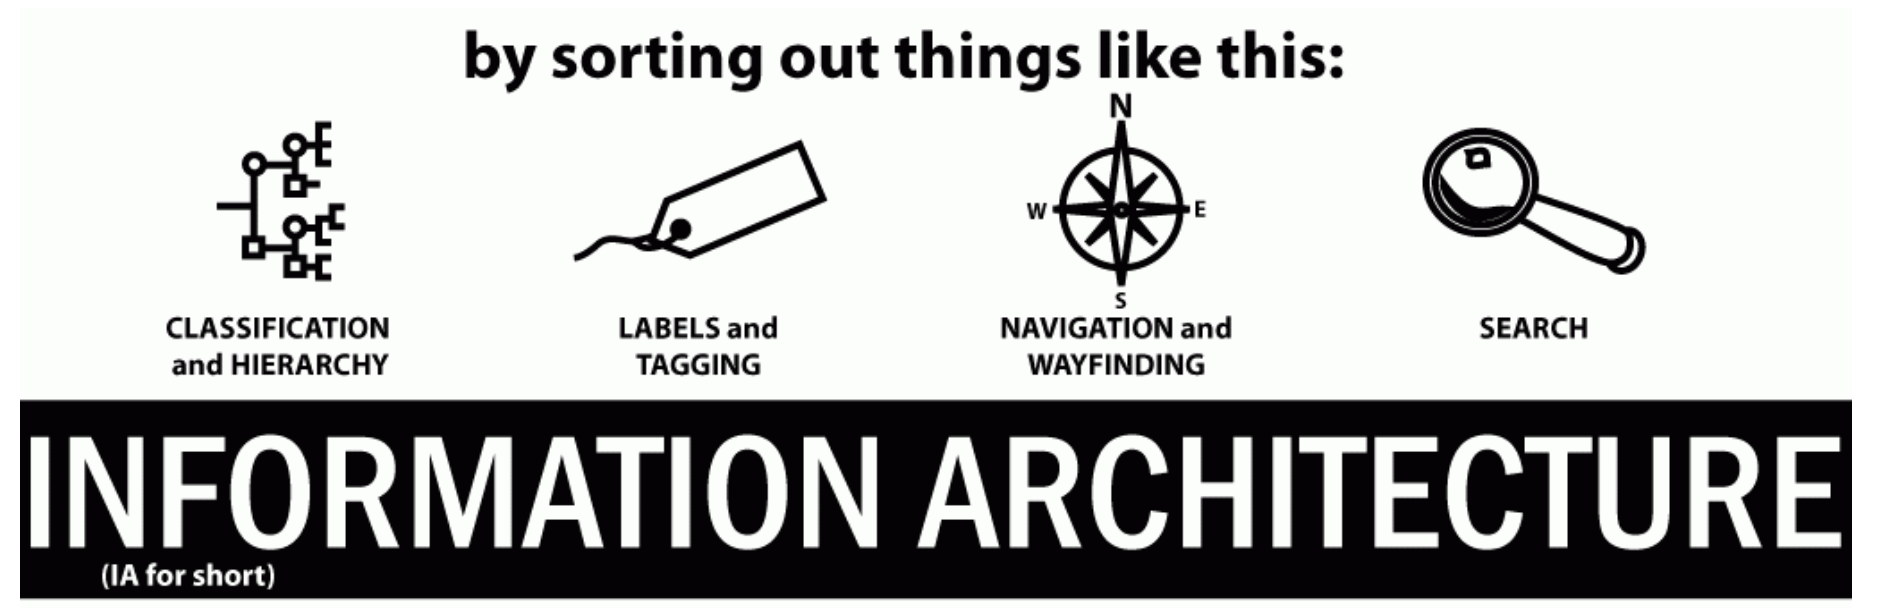 by sorting out things like this:
N
W
E
S
CLASSIFICATION
and HIERARCHY
LABELS and
TAGGING
NAVIGATION and
WAYFINDING
SEARCH
INFORMATION ARCHITECTURE
(IA for short)